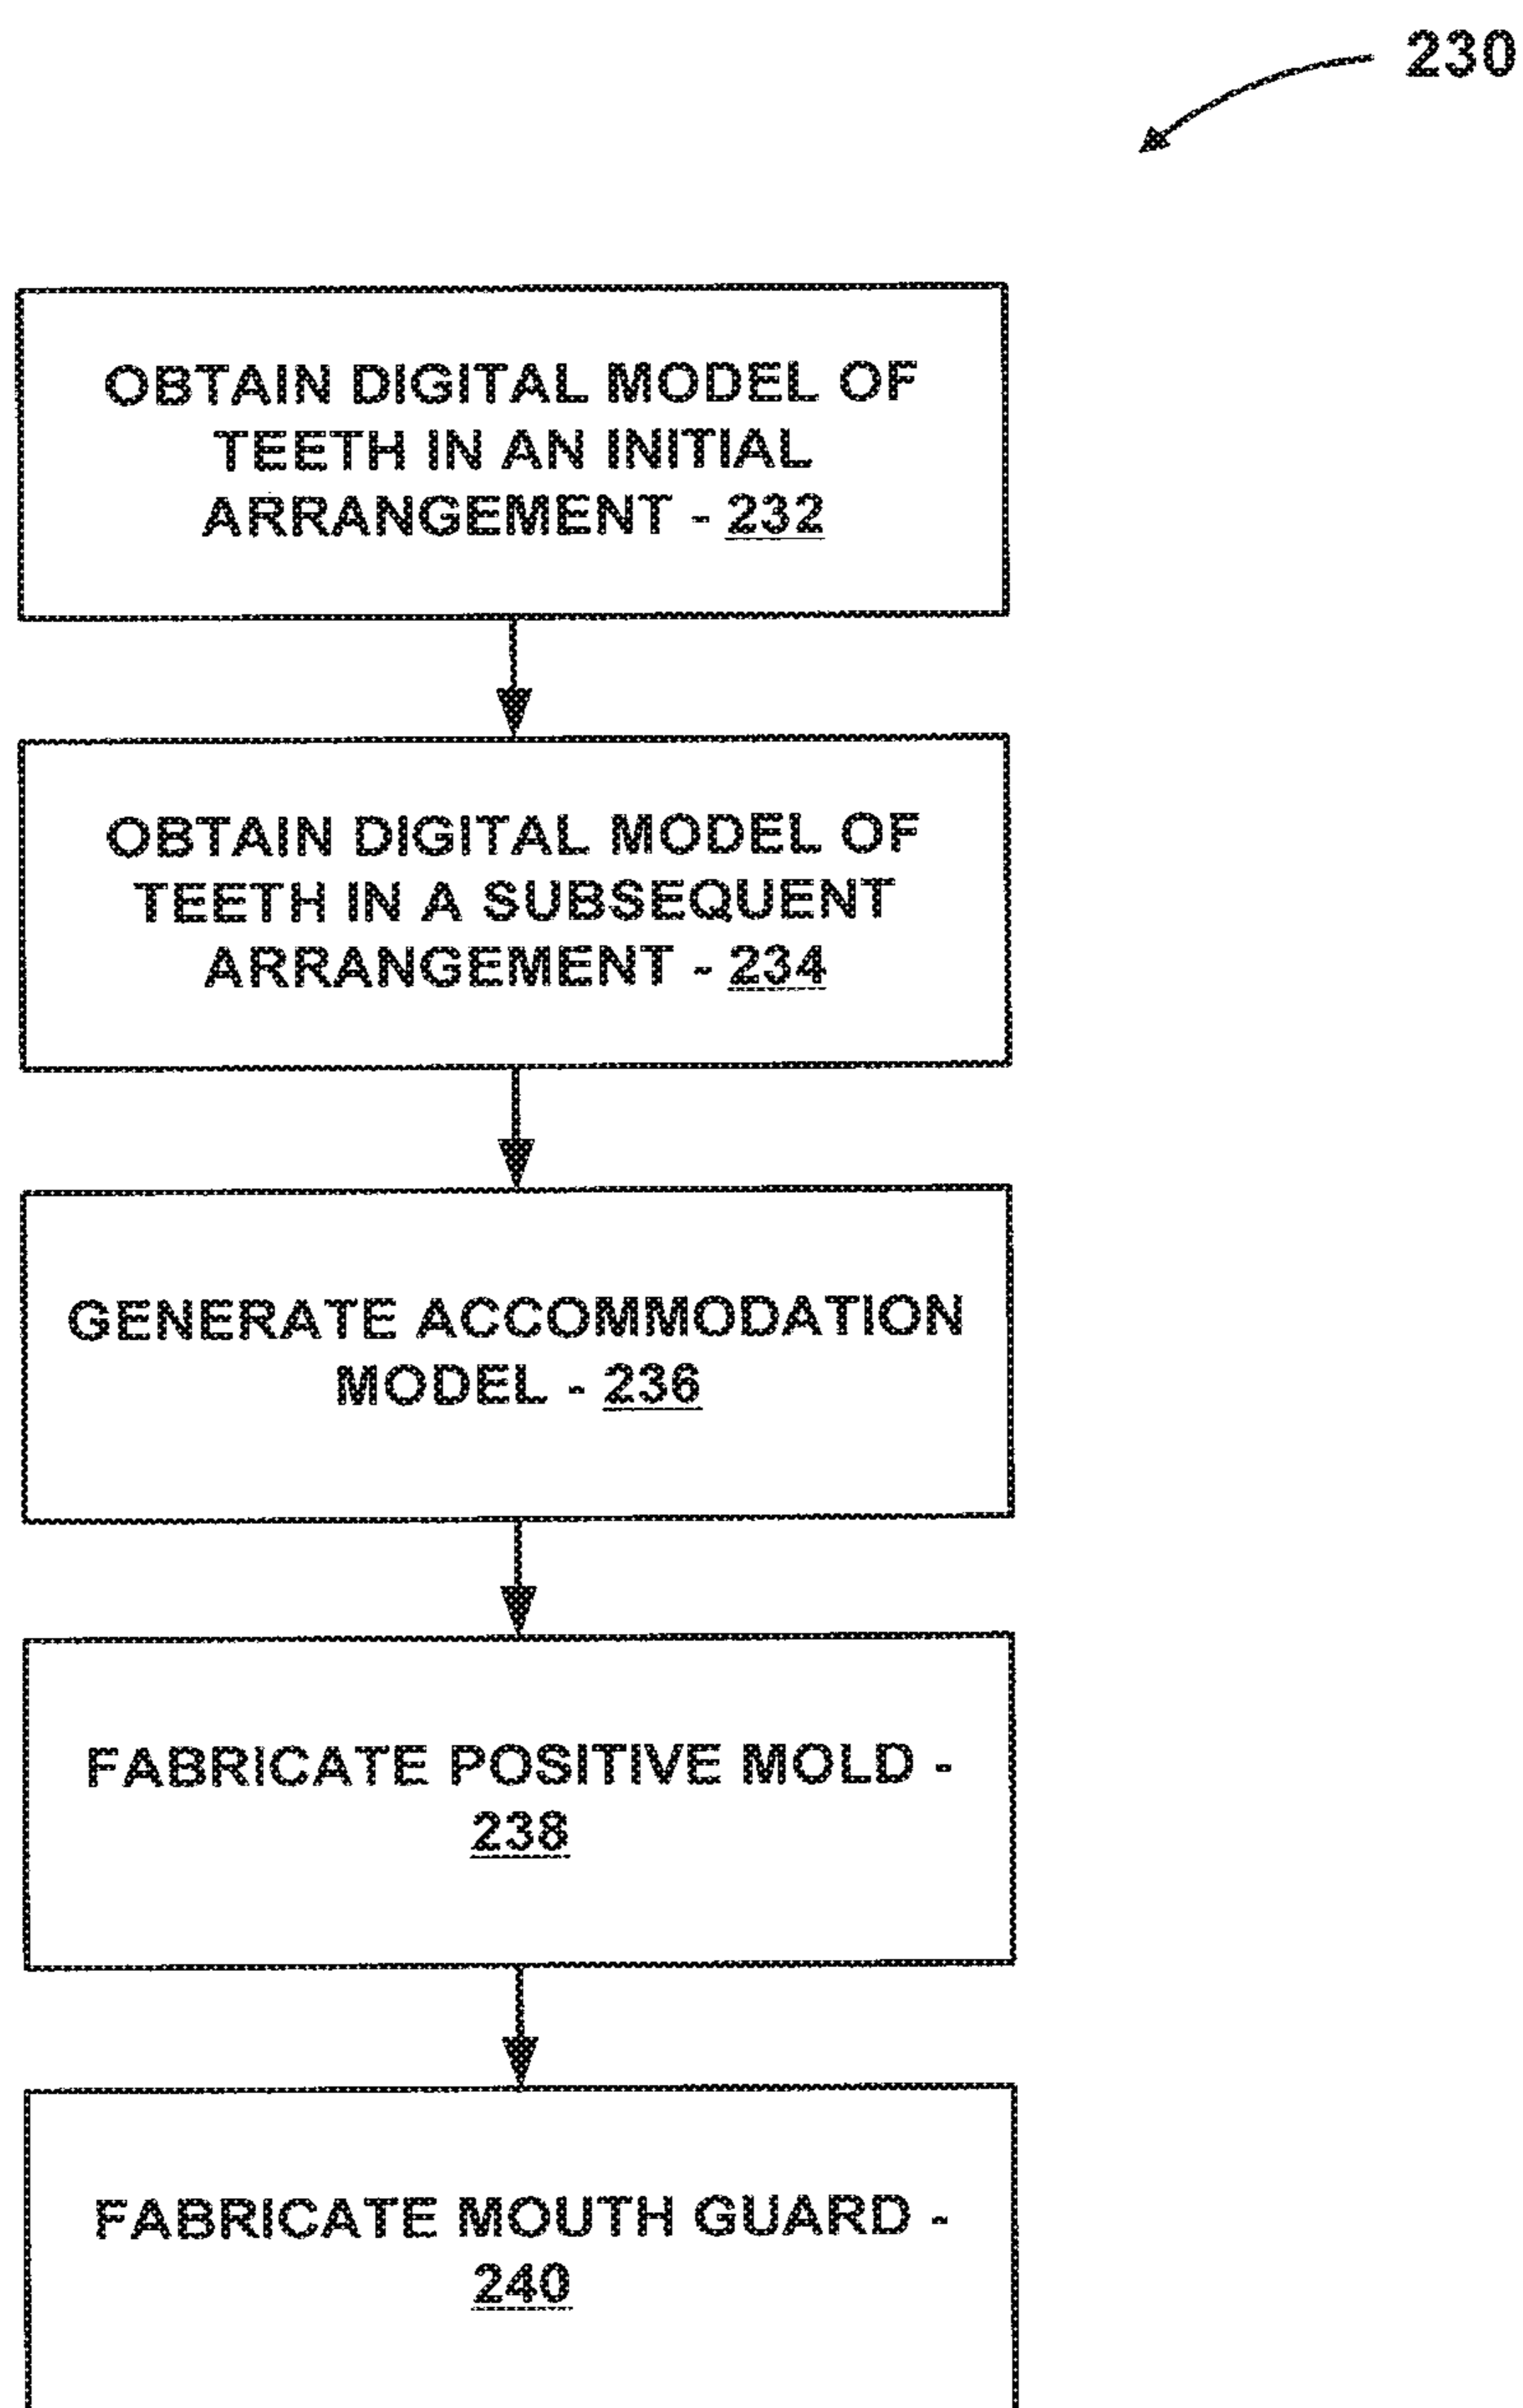 230
OBTAIN DIGITAL MODEL OF
TEETH IN AN INITIAL
ARRANGEMENT - 232
OBTAIN DIGITAL MODEL OF
TEETH IN A SUBSEQUENT
ARRANGEMENT - 234
GENERATE ACCOMMODATION
MODEL - 236
FABRICATE POSITIVE MOLD -
238
FABRICATE MOUTH GUARD -
240